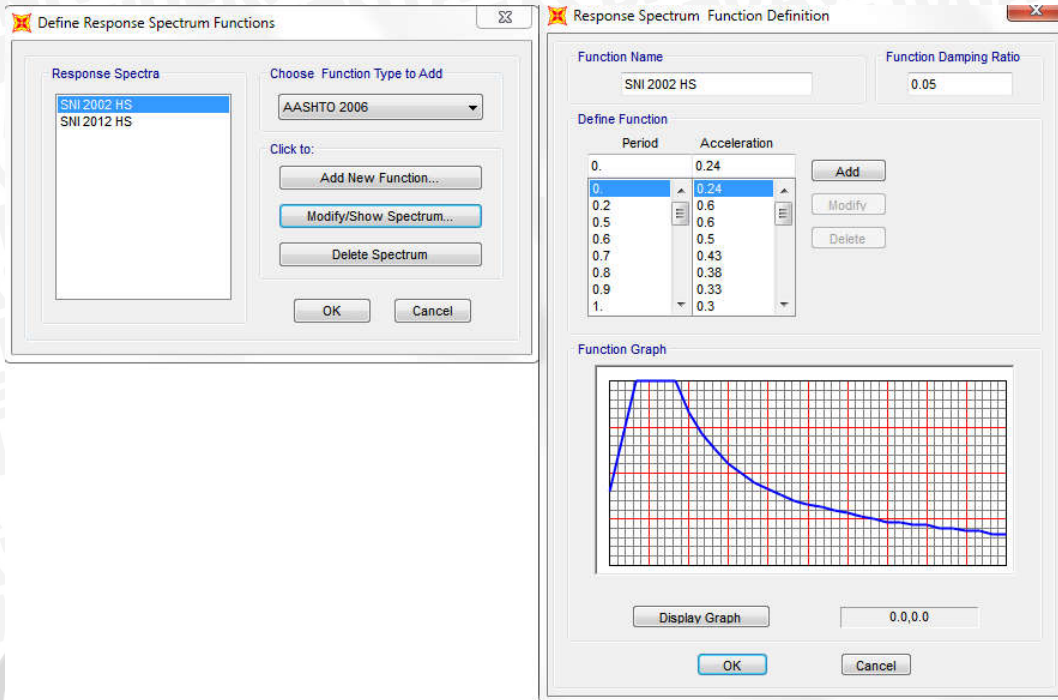 Define Response Spectrum Functions
Response Spectra
SNI 2002 HS
SNI 2012 HS
Choose Function Type to Add
AASHTO 2006
Click to:
Add New Function...
Modify/Show Spectrum...
Delete Spectrum
OK
Cancel
Response Spectrum Function Definition
Function Name
SNI 2002 HS
Function Damping Ratio
0.05
Define Function
Period Acceleration
0. 0.24
0. 0.24
0.2 0.6
0.5 0.6
0.6 0.5
0.7 0.43
0.8 0.38
0.9 0.33
1. 0.3
Add
Modify
Delete
Function Graph
Display Graph
0.0,0.0
OK
Cancel